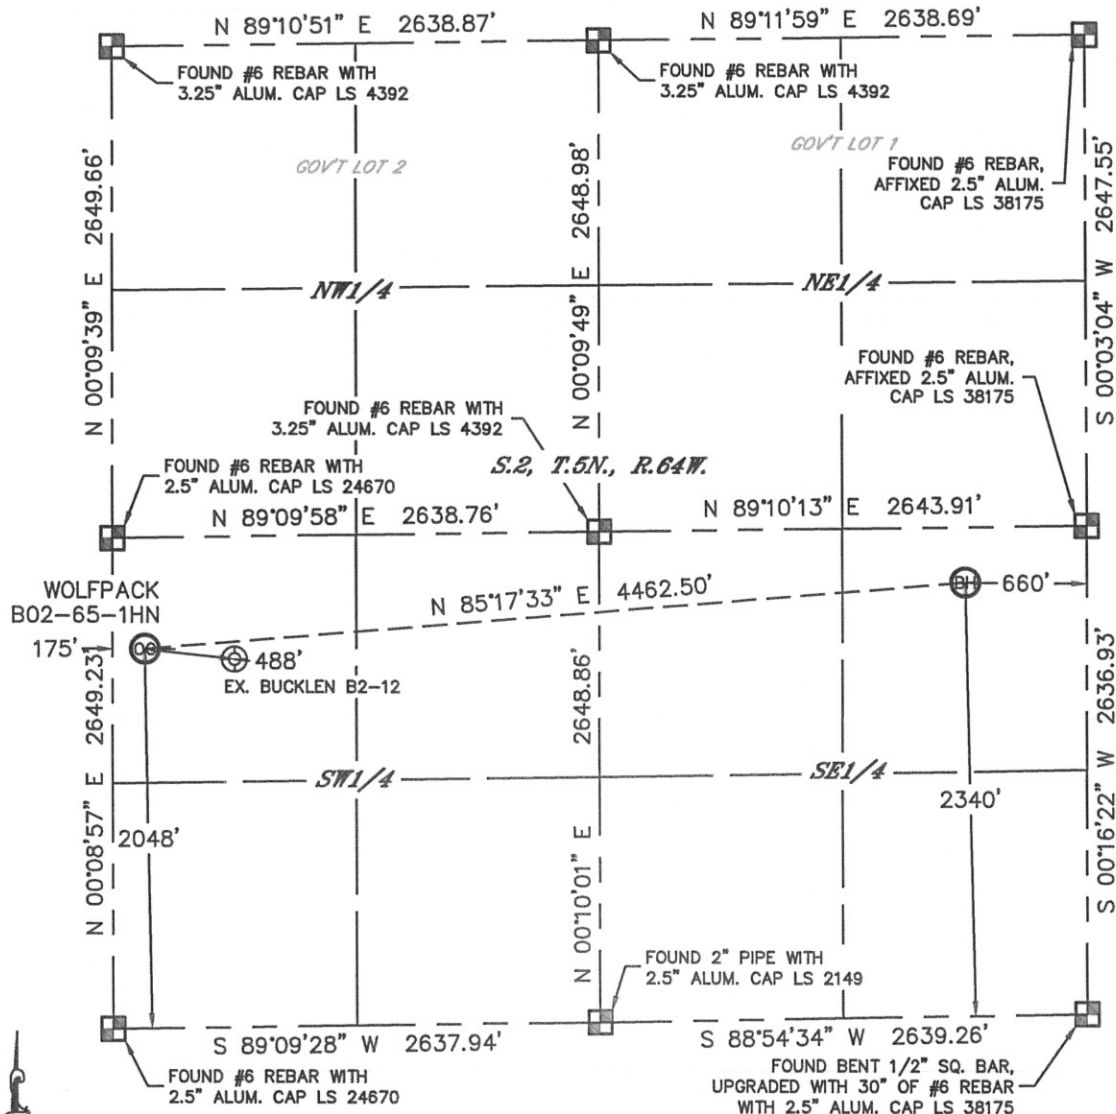 N 89°10'51" E 2638.87'
N 89°11'59" E 2638.69'
FOUND #6 REBAR WITH
3.25" ALUM. CAP LS 4392
FOUND #6 REBAR WITH
3.25" ALUM. CAP LS 4392
GOV'T LOT 2
GOV'T LOT 1
FOUND #6 REBAR,
AFFIXED 2.5" ALUM.
CAP LS 38175
N 00°09'39" E 2649.66'
N 00°09'49" E 2648.98'
S 00°03'04" W 2647.55'
NW1/4
NE1/4
FOUND #6 REBAR,
AFFIXED 2.5" ALUM.
CAP LS 38175
FOUND #6 REBAR WITH
3.25" ALUM. CAP LS 4392
S.2, T.5N., R.64W.
FOUND #6 REBAR WITH
2.5" ALUM. CAP LS 24670
N 89°09'58" E 2638.76'
N 89°10'13" E 2643.91'
WOLFPACK
B02-65-1HN
175'
N 85°17'33" E 4462.50'
BH
660'
488'
EX. BUCKLEN B2-12
N 00°08'57" E 2649.23'
N 00°10'01" E 2648.86'
S 00°16'22" W 2636.93'
SW1/4
SE1/4
2048'
2340'
FOUND 2" PIPE WITH
2.5" ALUM. CAP LS 2149
S 89°09'28" W 2637.94'
S 88°54'34" W 2639.26'
FOUND #6 REBAR WITH
2.5" ALUM. CAP LS 24670
FOUND BENT 1/2" SQ. BAR,
UPGRADED WITH 30" OF #6 REBAR
WITH 2.5" ALUM. CAP LS 38175